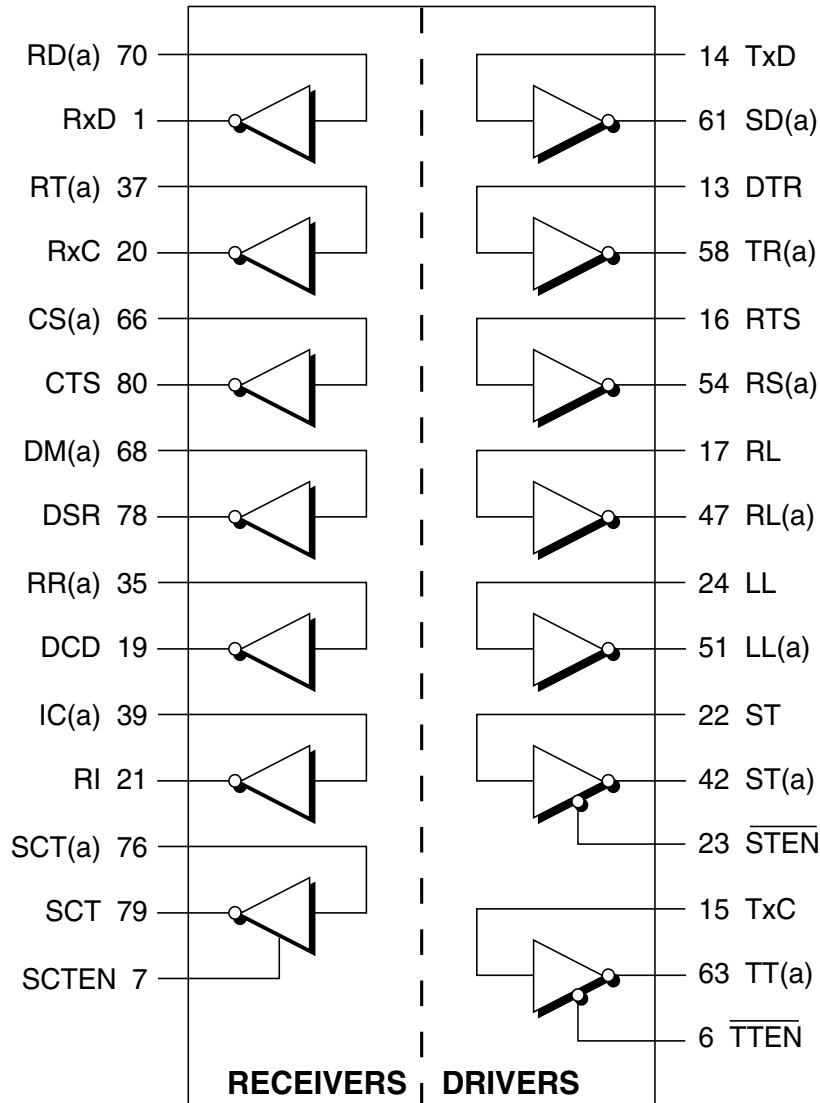 RD(a) 70
RxD 1
RT(a) 37
RxC 20
CS(a) 66
CTS 80
DM(a) 68
DSR 78
RR(a) 35
DCD 19
IC(a) 39
RI 21
SCT(a) 76
SCT 79
SCTEN 7
14 TxD
61 SD(a)
13 DTR
58 TR(a)
16 RTS
54 RS(a)
17 RL
47 RL(a)
24 LL
51 LL(a)
22 ST
42 ST(a)
23 S̅T̅E̅N̅
15 TxC
63 TT(a)
6 T̅T̅E̅N̅
RECEIVERS DRIVERS